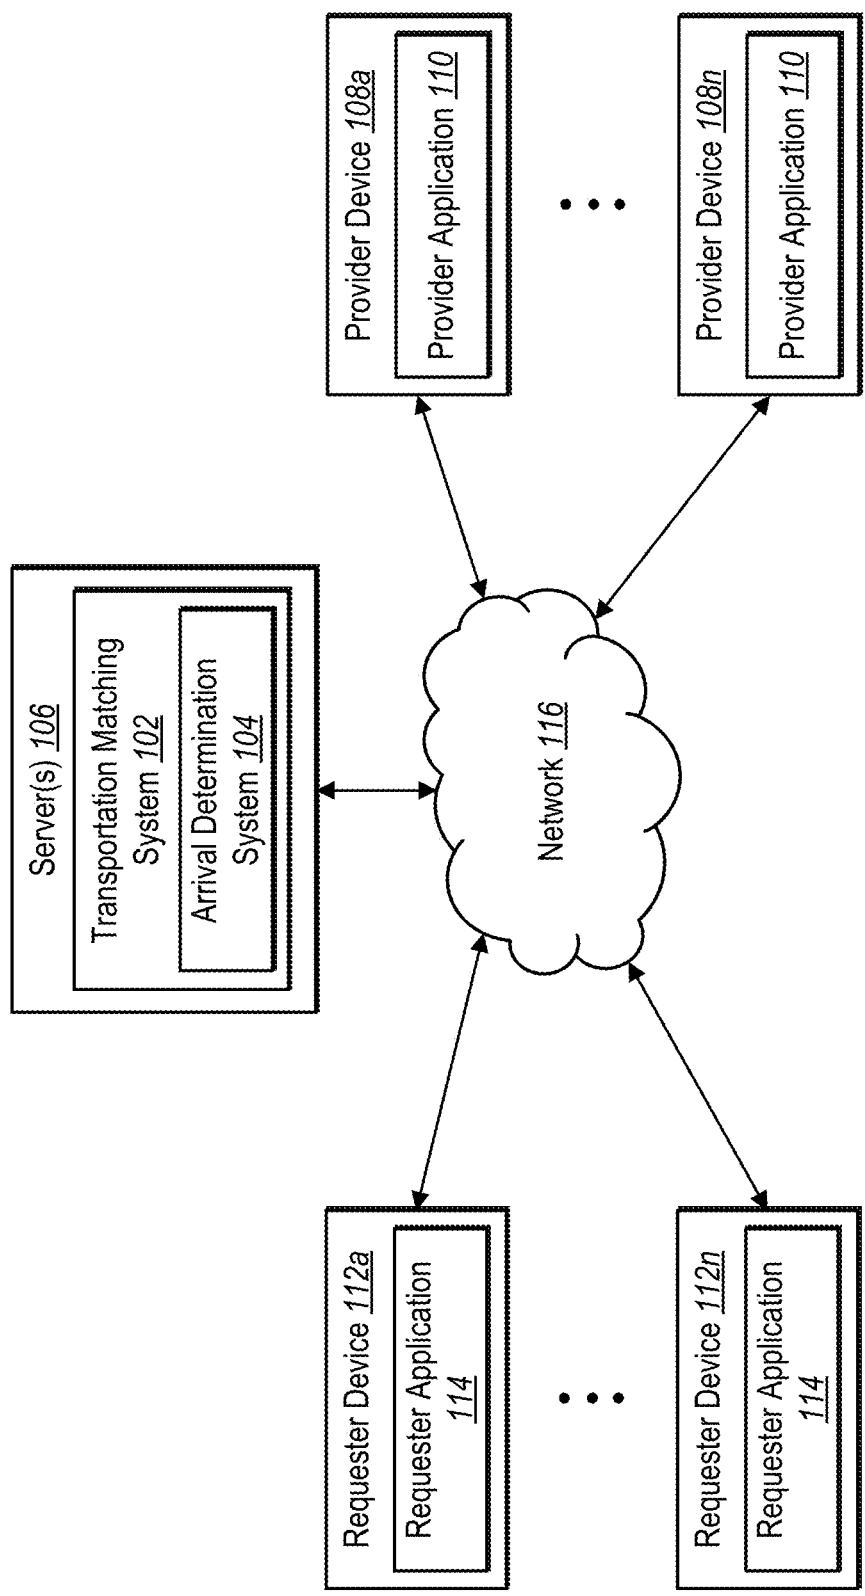 Server(s) 106
Transportation Matching
System 102
Arrival Determination
System 104
Requester Device 112a
Requester Application
114
Requester Device 112n
Requester Application
114
Network 116
Provider Device 108a
Provider Application 110
Provider Device 108n
Provider Application 110